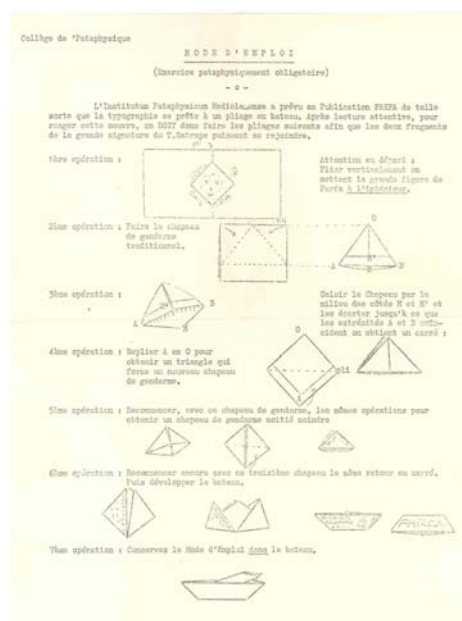 Collège de 'Pataphysique
MODE D'EMPLOI
(Exercice pataphysiquement obligatoire)
- o -
L'Institutum Pataphysicum Mediolanense a prévu sa Publication FARFA de telle
sorte que la typographie se prête à un pliage en bateau. Après lecture attentive, pour
ranger cette oeuvre, on DOIT donc faire les pliages suivants afin que les deux fragments
de la grande signature du T.Satrape puissent se rejoindre.
1ère opération :
Attention au départ :
Plier verticalement en
mettant la grande figure de
Farfa à l'intérieur.
2ème opération : Faire le chapeau
de gendarme
traditionnel.
O
A
M
M'
B
3ème opération :
A
M
B
Saisir le Chapeau par le
milieu des côtés M et M' et
les écarter jusqu'à ce que
les extrémités A et B coïn-
cident on obtient un carré :
4ème opération : Replier A en O pour
obtenir un triangle qui
forme un nouveau chapeau
de gendarme.
O
A
pli
5ème opération : Recommencer, avec ce chapeau de gendarme, les mêmes opérations pour
obtenir un chapeau de gendarme moitié moindre
6ème opération : Recommencer encore avec ce troisième chapeau le même retour au carré.
Puis développer le bateau.
FARFA
7ème opération : Conservez le Mode d'Emploi dans le bateau.